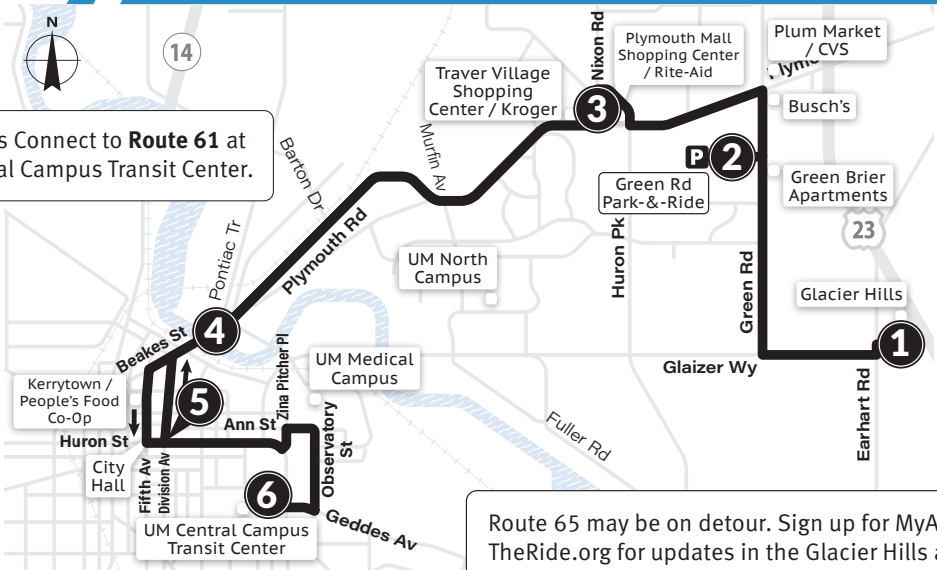 N
14
s Connect to Route 61 at
al Campus Transit Center.
Nixon Rd
Plymouth Mall
Shopping Center
/ Rite-Aid
Plum Market
/ CVS
Traver Village
Shopping
Center / Kroger
3
Busch's
Murfin Av
Barton Dr
P
2
Green Rd
Park-&-Ride
Green Brier
Apartments
23
Pontiac Tr
Plymouth Rd
UM North
Campus
Huron Pk
Green Rd
Glacier Hills
4
1
Beakes St
Glaizer Wy
Earhart Rd
Zina Pitcher Pl
UM Medical
Campus
Kerrytown /
People's Food
Co-Op
5
Ann St
Observatory
St
Fuller Rd
Huron St
City
Hall
Fifth Av
Division Av
6
Geddes Av
UM Central Campus
Transit Center
Route 65 may be on detour. Sign up for MyA
TheRide.org for updates in the Glacier Hills a